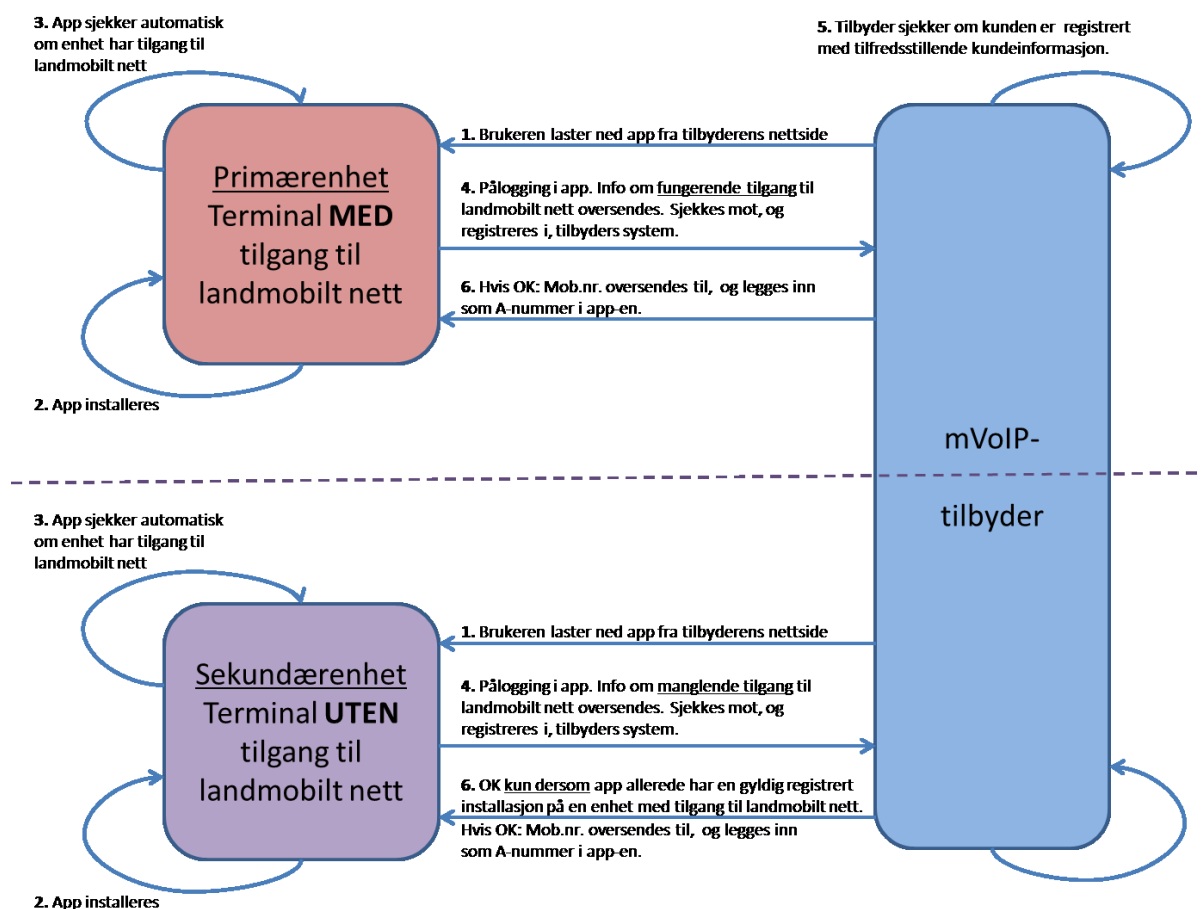 3. App sjekker automatisk
om enhet har tilgang til
landmobilt nett
5. Tilbyder sjekker om kunden er registrert
med tilfredsstillende kundeinformasjon.
1. Brukeren laster ned app fra tilbyderens nettside
Primærenhet
Terminal MED
tilgang til
landmobilt nett
4. Pålogging i app. Info om fungerende tilgang til
landmobilt nett oversendes. Sjekkes mot, og
registreres i, tilbyders system.
6. Hvis OK: Mob.nr. oversendes til, og legges inn
som A-nummer i app-en.
2. App installeres
mVoIP-
tilbyder
3. App sjekker automatisk
om enhet har tilgang til
landmobilt nett
1. Brukeren laster ned app fra tilbyderens nettside
Sekundærenhet
Terminal UTEN
tilgang til
landmobilt nett
4. Pålogging i app. Info om manglende tilgang til
landmobilt nett oversendes. Sjekkes mot, og
registreres i, tilbyders system.
6. OK kun dersom app allerede har en gyldig registrert
installasjon på en enhet med tilgang til landmobilt nett.
Hvis OK: Mob.nr. oversendes til, og legges inn
som A-nummer i app-en.
2. App installeres